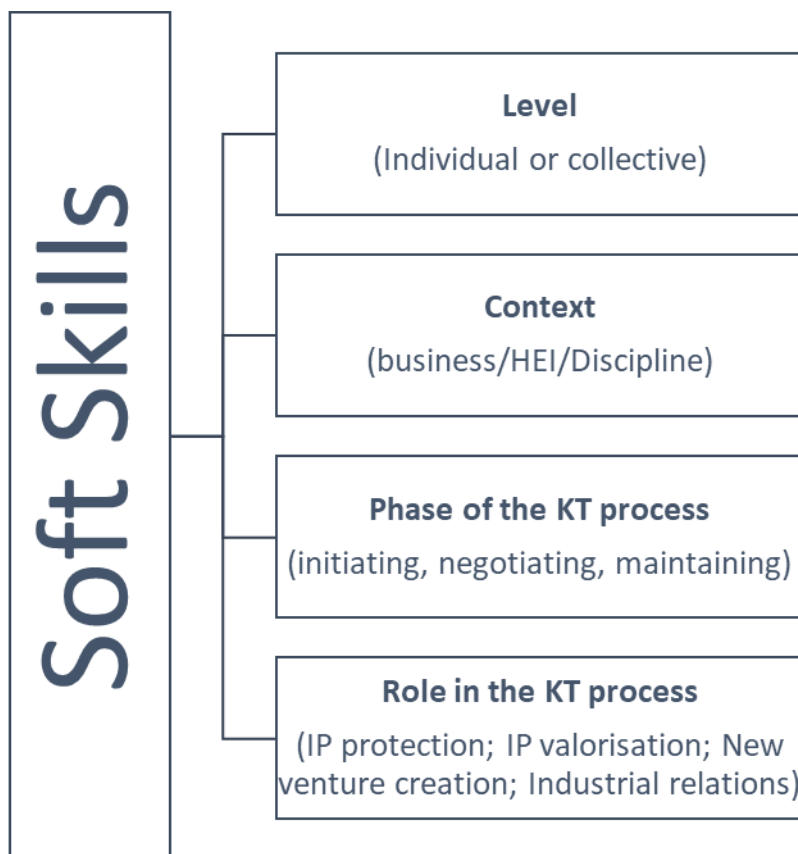 Soft Skills
Level
(Individual or collective)
Context
(business/HEI/Discipline)
Phase of the KT process
(initiating, negotiating, maintaining)
Role in the KT process
(IP protection; IP valorisation; New
venture creation; Industrial relations)